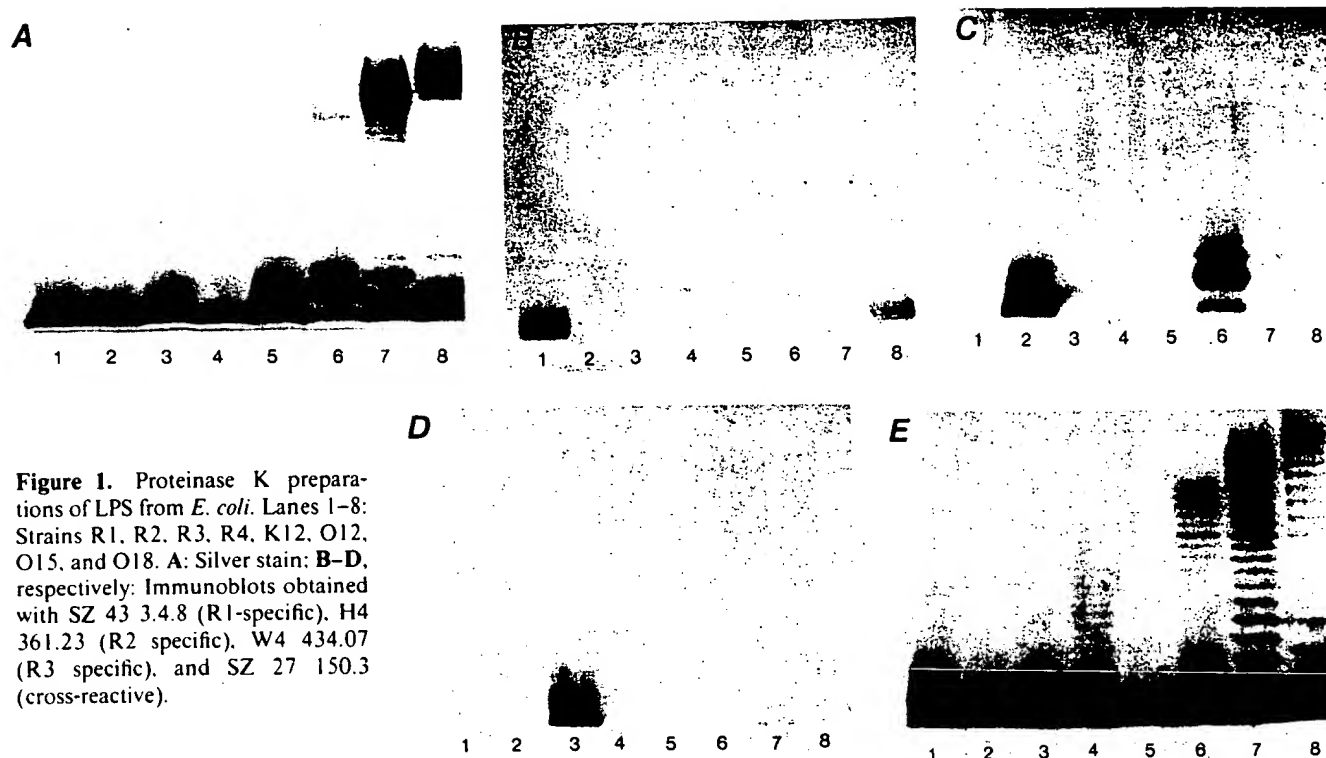 A
B
C
1 2 3 4 5 6 7 8
1 2 3 4 5 6 7 8
1 2 3 4 5 6 7 8
D
E
Figure 1. Proteinase K prepara-
tions of LPS from E. coli. Lanes 1–8:
Strains R1, R2, R3, R4, K12, O12,
O15, and O18. A: Silver stain; B–D,
respectively: Immunoblots obtained
with SZ 43 3.4.8 (R1-specific), H4
361.23 (R2 specific), W4 434.07
(R3 specific), and SZ 27 150.3
(cross-reactive).
1 2 3 4 5 6 7 8
1 2 3 4 5 6 7 8